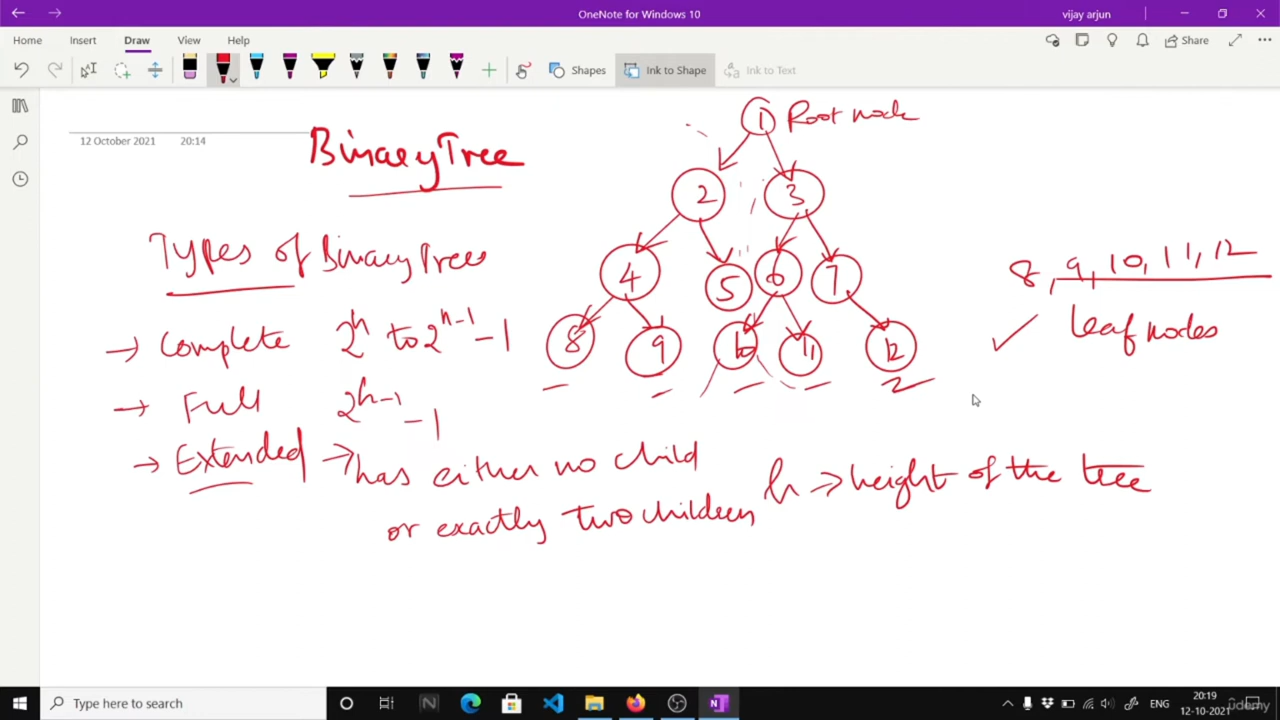 OneNote for Windows 10
vijay arjun
Home Insert Draw View Help
Share
Shapes
Ink to Shape
Ink to Text
12 October 2021 20:14
BinaryTree
Types of BinaryTrees
→ Complete 2^h to 2^h-1 - 1
→ Full 2^h-1 - 1
→ Extended → has either no child
or exactly two children
1 Root node
2 3
4 5 6 7
8 9 10 11 12
8, 9, 10, 11, 12
leaf nodes
h → height of the tree
Type here to search
ENG
20:19
12-10-2021
udemy